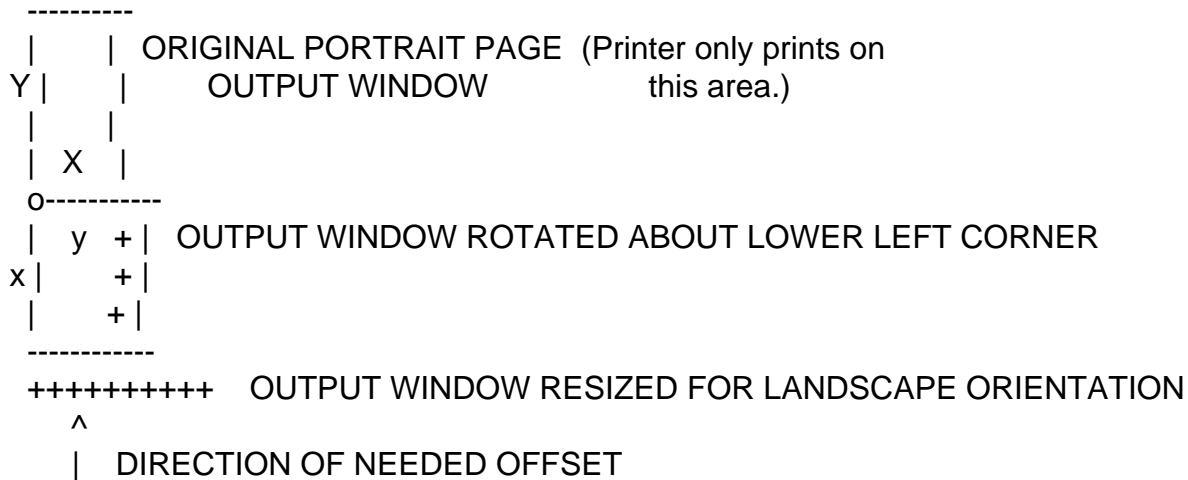 ----------
|        |  ORIGINAL PORTRAIT PAGE  (Printer only prints on
Y |       |        OUTPUT WINDOW                  this area.)
|        |
|   X   |
o-----------
|    y   + |   OUTPUT WINDOW ROTATED ABOUT LOWER LEFT CORNER
x |       + |
|        + |
------------
++++++++++    OUTPUT WINDOW RESIZED FOR LANDSCAPE ORIENTATION
^
|    DIRECTION OF NEEDED OFFSET